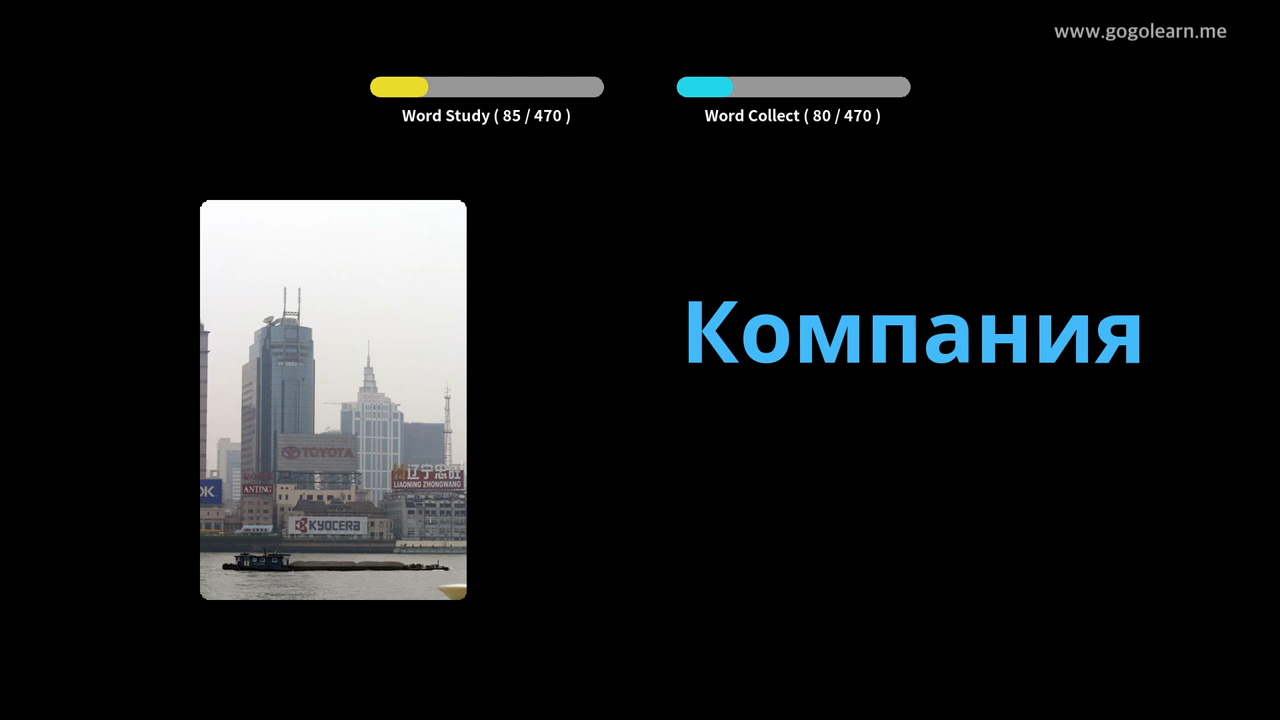 www.gogolearn.me
Word Study ( 85 / 470 )
Word Collect ( 80 / 470 )
Компания
TOYOTA
辽宁忠旺
LIAONING ZHONGWANG
OK
ANTING
KYOCERA